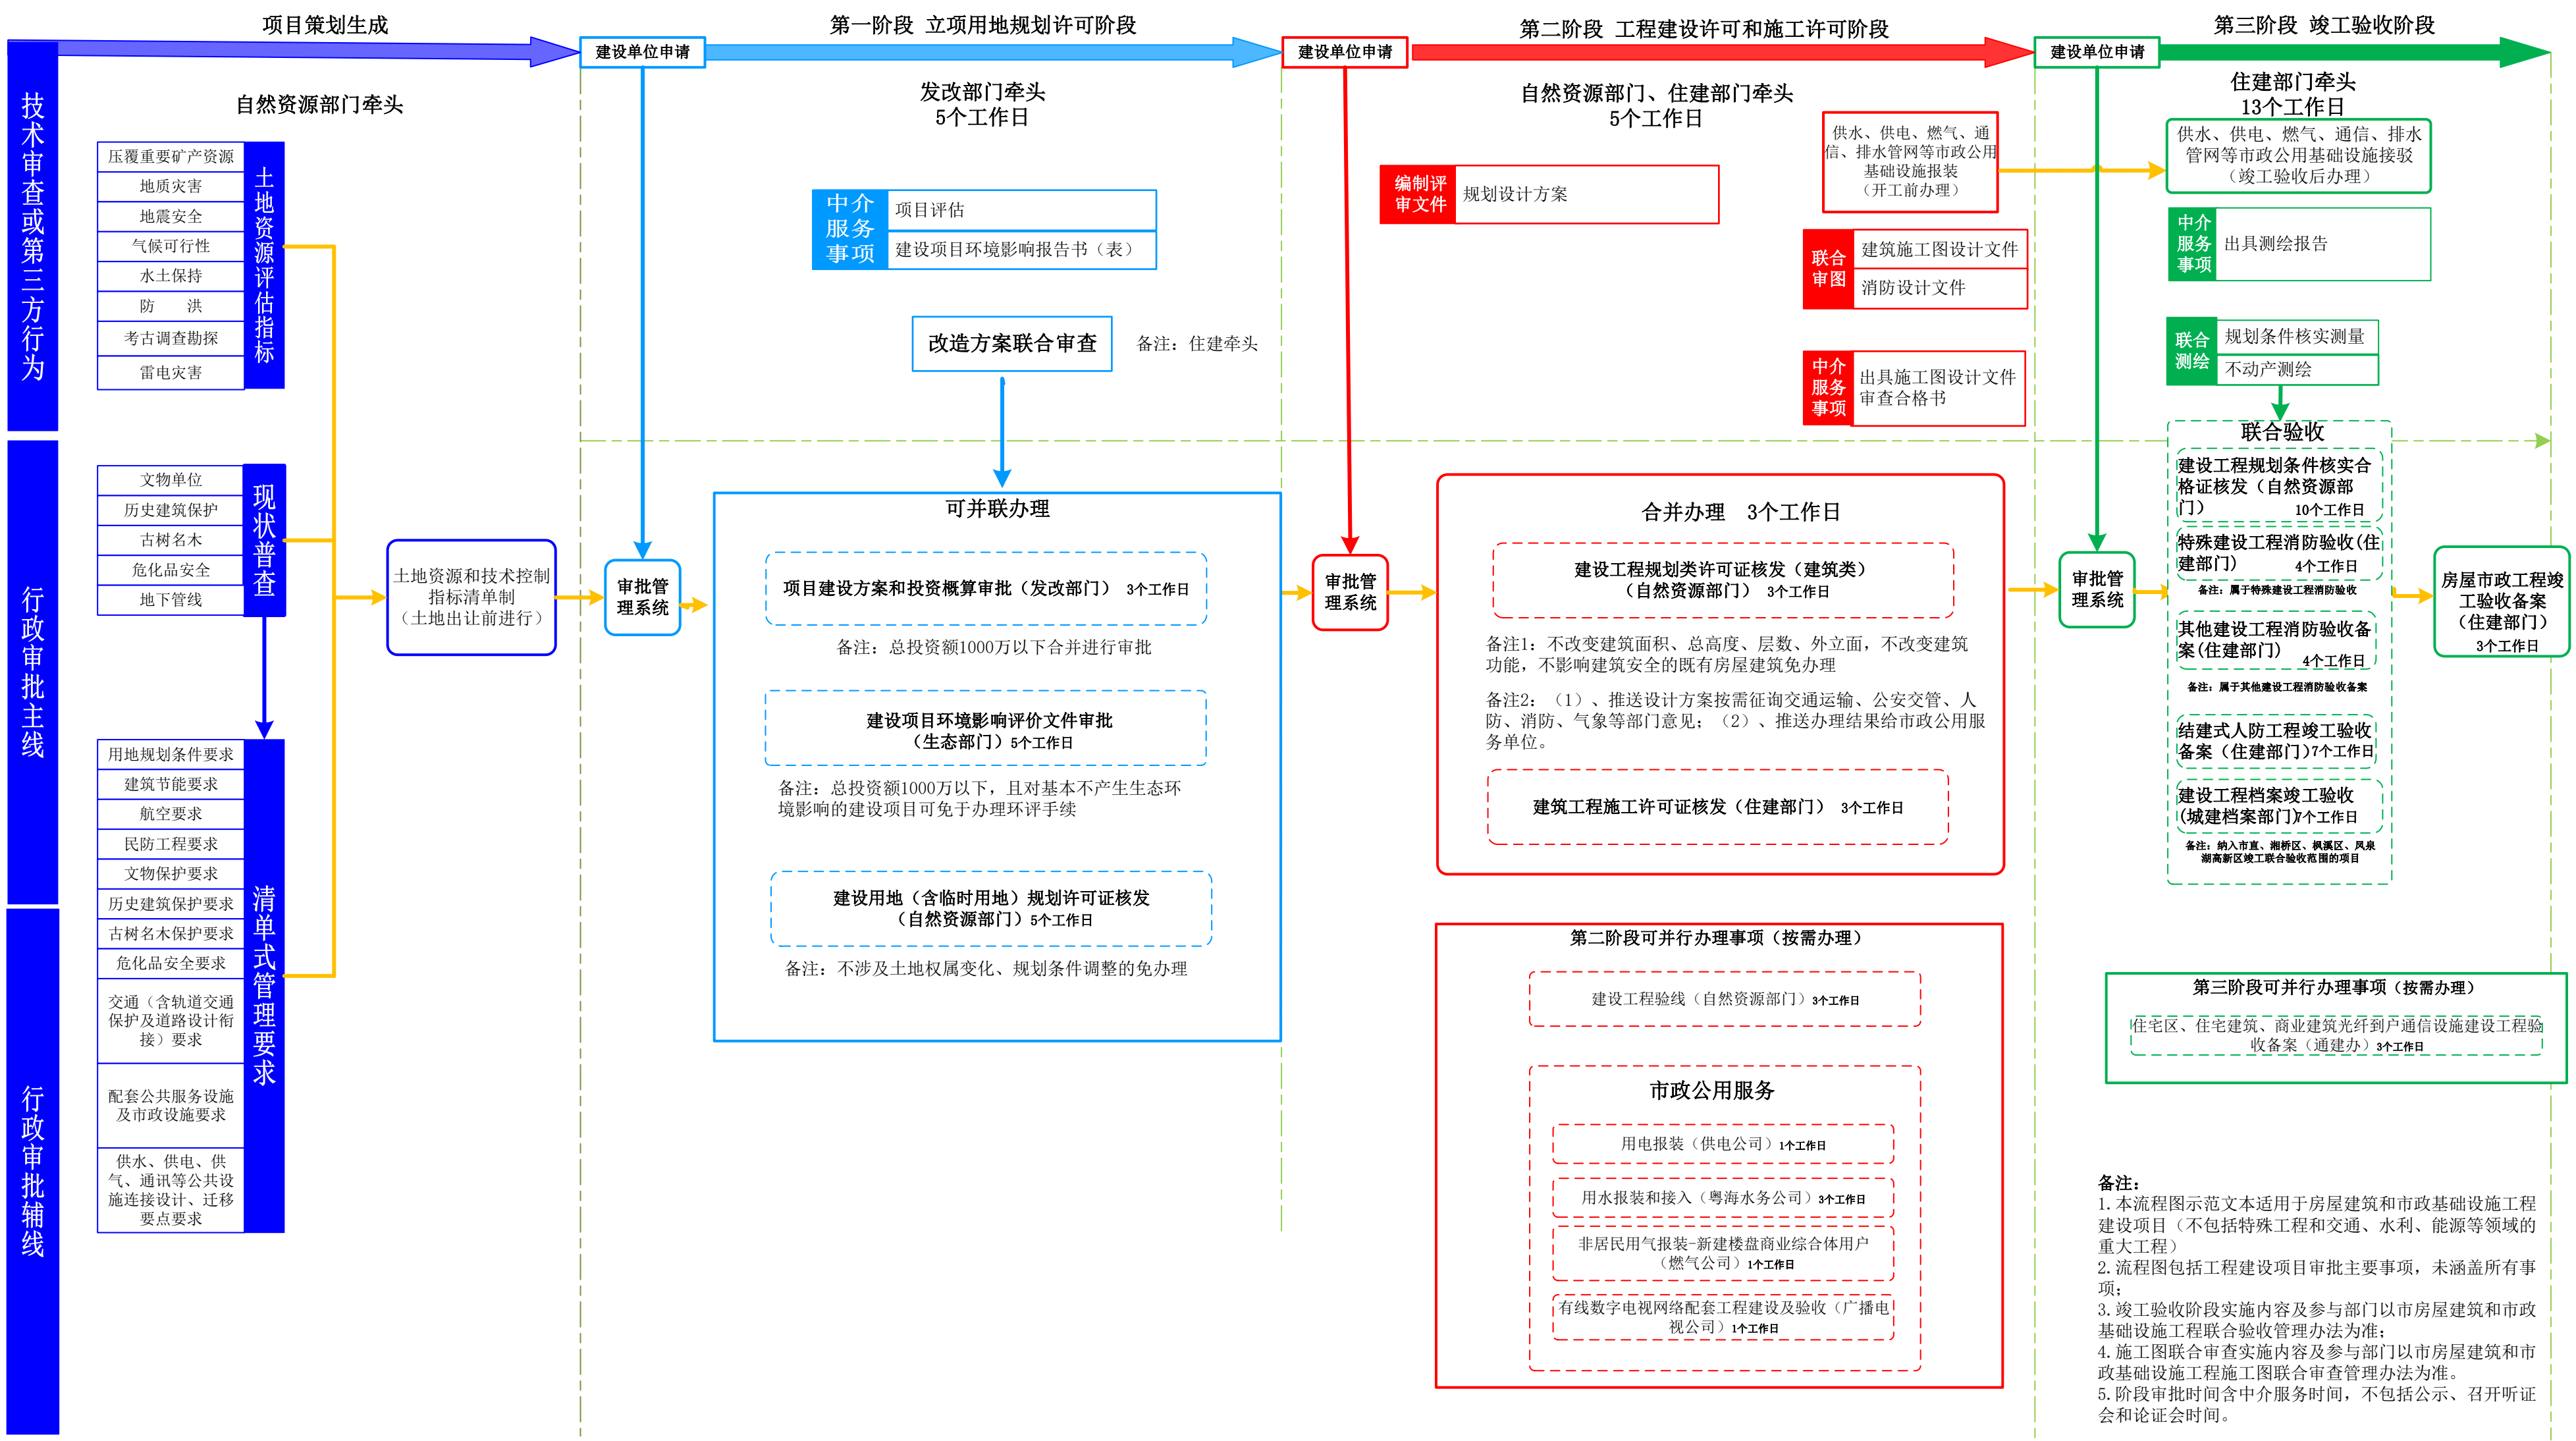 项目策划生成
第一阶段 立项用地规划许可阶段
第二阶段 工程建设许可和施工许可阶段
第三阶段 竣工验收阶段
建设单位申请
建设单位申请
建设单位申请
技术审查或第三方行为
行政审批主线
行政审批辅线
自然资源部门牵头
压覆重要矿产资源
地质灾害
地震安全
气候可行性
水土保持
防 洪
考古调查勘探
雷电灾害
土地资源评估指标
文物单位
历史建筑保护
古树名木
危化品安全
地下管线
现状普查
用地规划条件要求
建筑节能要求
航空要求
民防工程要求
文物保护要求
历史建筑保护要求
古树名木保护要求
危化品安全要求
交通（含轨道交通
保护及道路设计衔
接）要求
配套公共服务设施
及市政设施要求
供水、供电、供
气、通讯等公共设
施连接设计、迁移
要点要求
清单式管理要求
土地资源和技术控制
指标清单制
（土地出让前进行）
审批管
理系统
发改部门牵头
5个工作日
中介
服务
事项
项目评估
建设项目环境影响报告书（表）
改造方案联合审查
备注：住建牵头
可并联办理
项目建设方案和投资概算审批（发改部门） 3个工作日
备注：总投资额1000万以下合并进行审批
建设项目环境影响评价文件审批
（生态部门）5个工作日
备注：总投资额1000万以下，且对基本不产生生态环
境影响的建设项目可免于办理环评手续
建设用地（含临时用地）规划许可证核发
（自然资源部门）5个工作日
备注：不涉及土地权属变化、规划条件调整的免办理
审批管
理系统
自然资源部门、住建部门牵头
5个工作日
编制评
审文件
规划设计方案
供水、供电、燃气、通
信、排水管网等市政公用
基础设施报装
（开工前办理）
联合
审图
建筑施工图设计文件
消防设计文件
中介
服务
事项
出具施工图设计文件
审查合格书
合并办理 3个工作日
建设工程规划类许可证核发（建筑类）
（自然资源部门） 3个工作日
备注1：不改变建筑面积、总高度、层数、外立面，不改变建筑
功能，不影响建筑安全的既有房屋建筑免办理
备注2：（1）、推送设计方案按需征询交通运输、公安交管、人
防、消防、气象等部门意见；（2）、推送办理结果给市政公用服
务单位。
建筑工程施工许可证核发（住建部门） 3个工作日
第二阶段可并行办理事项（按需办理）
建设工程验线（自然资源部门）3个工作日
市政公用服务
用电报装（供电公司）1个工作日
用水报装和接入（粤海水务公司）3个工作日
非居民用气报装-新建楼盘商业综合体用户
（燃气公司）1个工作日
有线数字电视网络配套工程建设及验收（广播电
视公司）1个工作日
审批管
理系统
住建部门牵头
13个工作日
供水、供电、燃气、通信、排水
管网等市政公用基础设施接驳
（竣工验收后办理）
中介
服务
事项
出具测绘报告
联合
测绘
规划条件核实测量
不动产测绘
联合验收
建设工程规划条件核实合
格证核发（自然资源部
门） 10个工作日
特殊建设工程消防验收(住
建部门) 4个工作日
备注：属于特殊建设工程消防验收
其他建设工程消防验收备
案(住建部门) 4个工作日
备注：属于其他建设工程消防验收备案
结建式人防工程竣工验收
备案（住建部门)7个工作日
建设工程档案竣工验收
(城建档案部门)7个工作日
备注：纳入市直、湘桥区、枫溪区、凤泉
湖高新区竣工联合验收范围的项目
房屋市政工程竣
工验收备案
（住建部门）
3个工作日
第三阶段可并行办理事项（按需办理）
住宅区、住宅建筑、商业建筑光纤到户通信设施建设工程验
收备案（通建办）3个工作日
备注：
1.本流程图示范文本适用于房屋建筑和市政基础设施工程
建设项目（不包括特殊工程和交通、水利、能源等领域的
重大工程）
2.流程图包括工程建设项目审批主要事项，未涵盖所有事
项；
3.竣工验收阶段实施内容及参与部门以市房屋建筑和市政
基础设施工程联合验收管理办法为准；
4.施工图联合审查实施内容及参与部门以市房屋建筑和市
政基础设施工程施工图联合审查管理办法为准。
5.阶段审批时间含中介服务时间，不包括公示、召开听证
会和论证会时间。